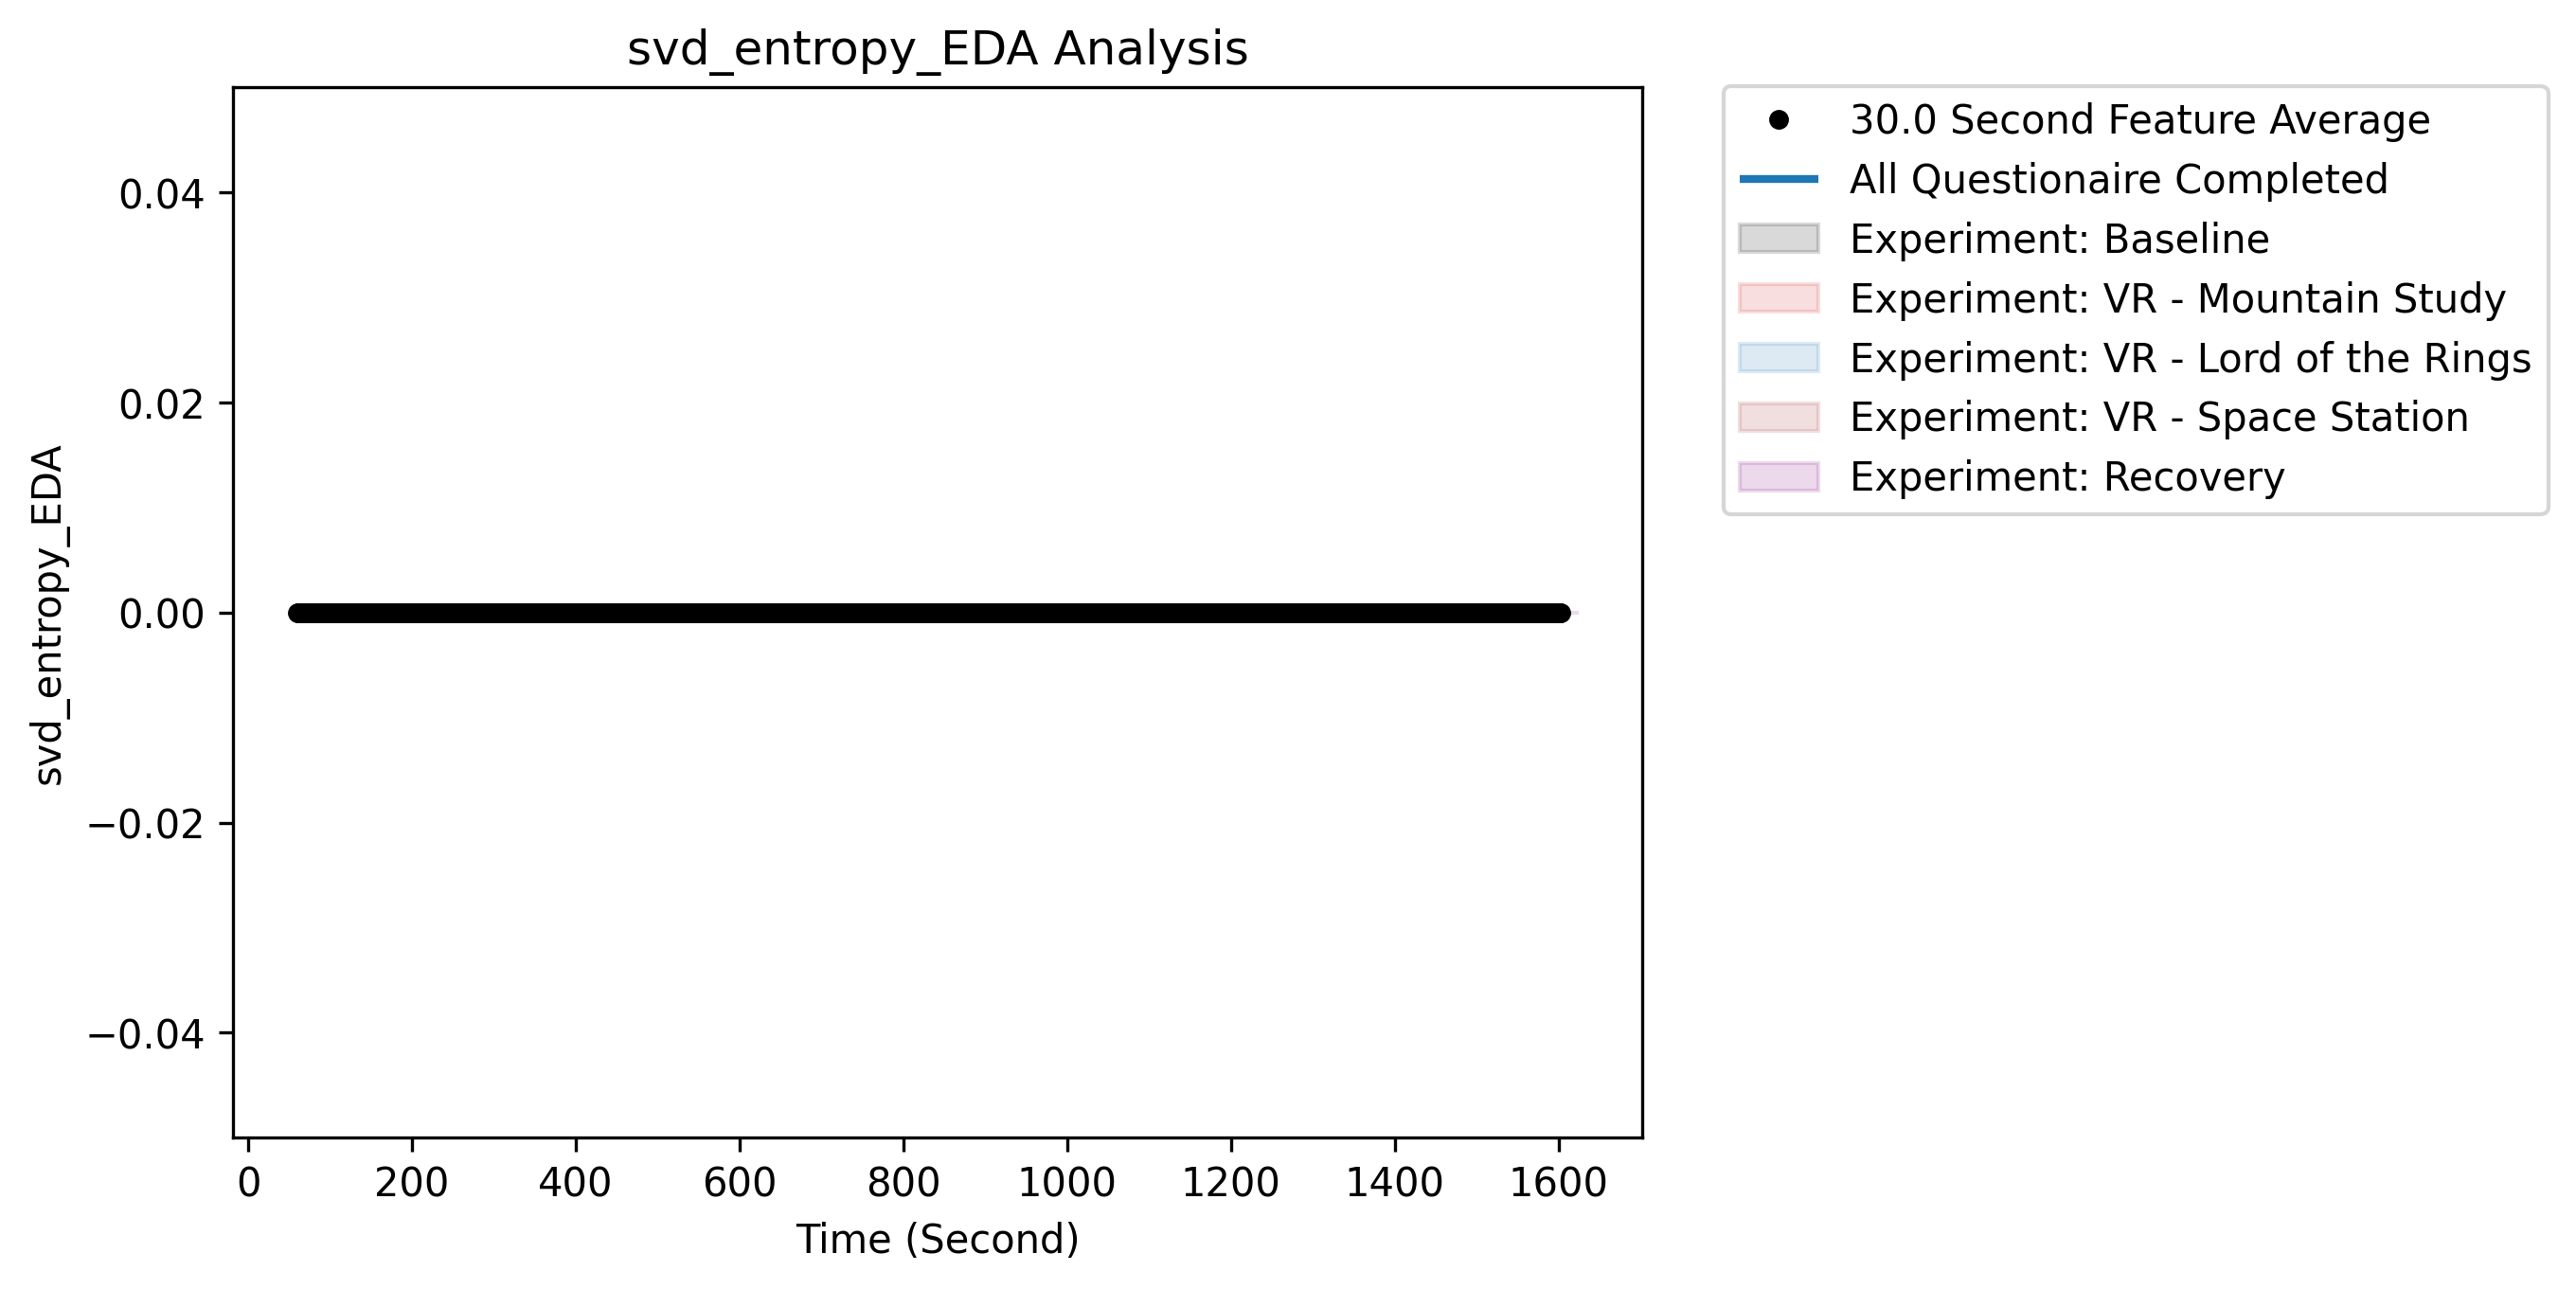 svd_entropy_EDA Analysis
30.0 Second Feature Average
All Questionaire Completed
Experiment: Baseline
Experiment: VR - Mountain Study
Experiment: VR - Lord of the Rings
Experiment: VR - Space Station
Experiment: Recovery
svd_entropy_EDA
0.04
0.02
0.00
−0.02
−0.04
0 200 400 600 800 1000 1200 1400 1600
Time (Second)